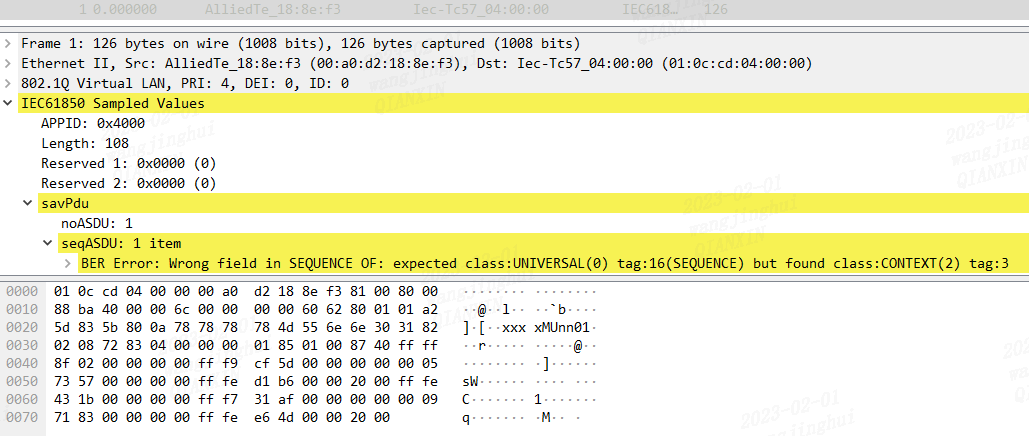 1 0.000000 AlliedTe_18:8e:f3 Iec-Tc57_04:00:00 IEC618… 126
Frame 1: 126 bytes on wire (1008 bits), 126 bytes captured (1008 bits)
Ethernet II, Src: AlliedTe_18:8e:f3 (00:a0:d2:18:8e:f3), Dst: Iec-Tc57_04:00:00 (01:0c:cd:04:00:00)
802.1Q Virtual LAN, PRI: 4, DEI: 0, ID: 0
IEC61850 Sampled Values
APPID: 0x4000
Length: 108
Reserved 1: 0x0000 (0)
Reserved 2: 0x0000 (0)
savPdu
noASDU: 1
seqASDU: 1 item
BER Error: Wrong field in SEQUENCE OF: expected class:UNIVERSAL(0) tag:16(SEQUENCE) but found class:CONTEXT(2) tag:3
0000 01 0c cd 04 00 00 00 a0 d2 18 8e f3 81 00 80 00 ········ ········
0010 88 ba 40 00 00 6c 00 00 00 00 60 62 80 01 01 a2 ··@··l·· ··`b····
0020 5d 83 5b 80 0a 78 78 78 78 4d 55 6e 6e 30 31 82 ]·[··xxx xMUnn01·
0030 02 08 72 83 04 00 00 00 01 85 01 00 87 40 ff ff ··r····· ·····@··
0040 8f 02 00 00 00 00 ff f9 cf 5d 00 00 00 00 00 05 ········ ·]······
0050 73 57 00 00 00 00 ff fe d1 b6 00 00 20 00 ff fe sW······ ···· ···
0060 43 1b 00 00 00 00 ff f7 31 af 00 00 00 00 00 09 C······· 1·······
0070 71 83 00 00 00 00 ff fe e6 4d 00 00 20 00 q······· ·M·· ·
2023-02-01
wangjinghui
QIANXIN